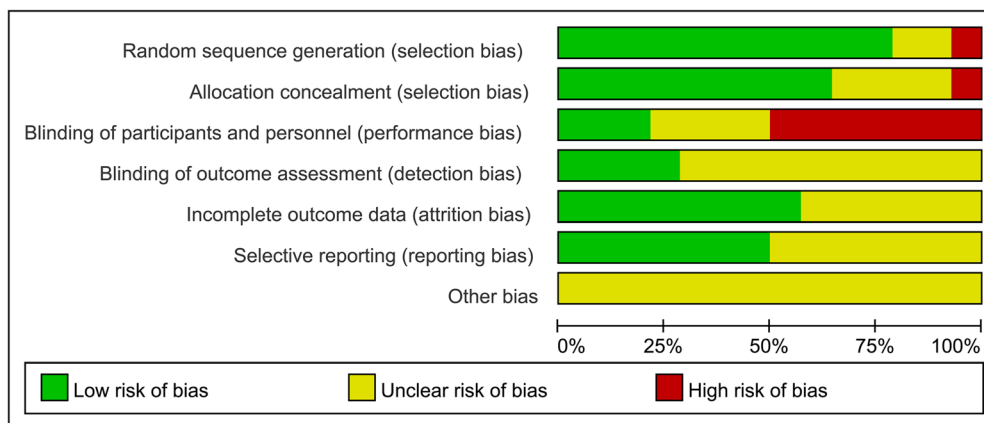 Random sequence generation (selection bias)
Allocation concealment (selection bias)
Blinding of participants and personnel (performance bias)
Blinding of outcome assessment (detection bias)
Incomplete outcome data (attrition bias)
Selective reporting (reporting bias)
Other bias
0% 25% 50% 75% 100%
Low risk of bias Unclear risk of bias High risk of bias